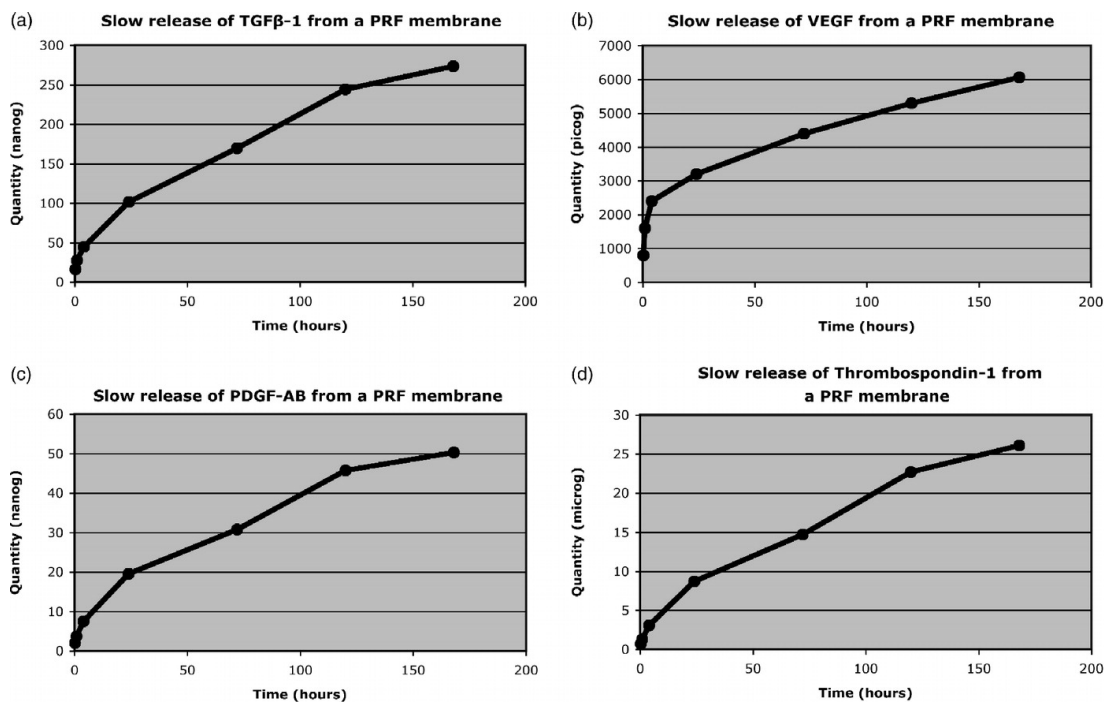 (a)
Slow release of TGFβ-1 from a PRF membrane
300
250
200
150
100
50
0
Quantity (nanog)
0 50 100 150 200
Time (hours)
(b)
Slow release of VEGF from a PRF membrane
7000
6000
5000
4000
3000
2000
1000
0
Quantity (picog)
0 50 100 150 200
Time (hours)
(c)
Slow release of PDGF-AB from a PRF membrane
60
50
40
30
20
10
0
Quantity (nanog)
0 50 100 150 200
Time (hours)
(d)
Slow release of Thrombospondin-1 from
a PRF membrane
30
25
20
15
10
5
0
Quantity (microg)
0 50 100 150 200
Time (hours)